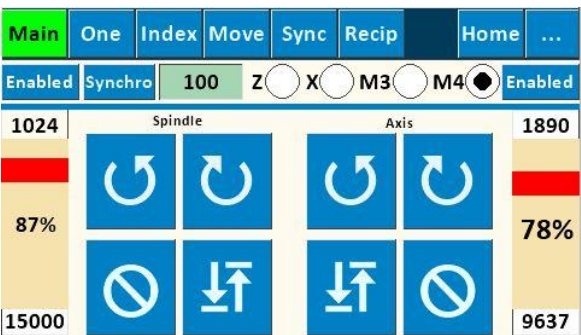 Main One Index Move Sync Recip Home ...
Enabled Synchro 100 Z X M3 M4 Enabled
1024 Spindle Axis 1890
87% 78%
15000 9637